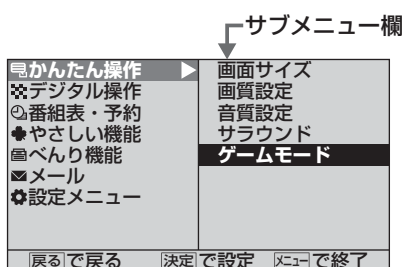 サブメニュー欄
かんたん操作
画面サイズ
デジタル操作
画質設定
番組表・予約
音質設定
やさしい機能
サラウンド
べんり機能
ゲームモード
メール
設定メニュー
戻るで戻る 決定で設定 メニューで終了